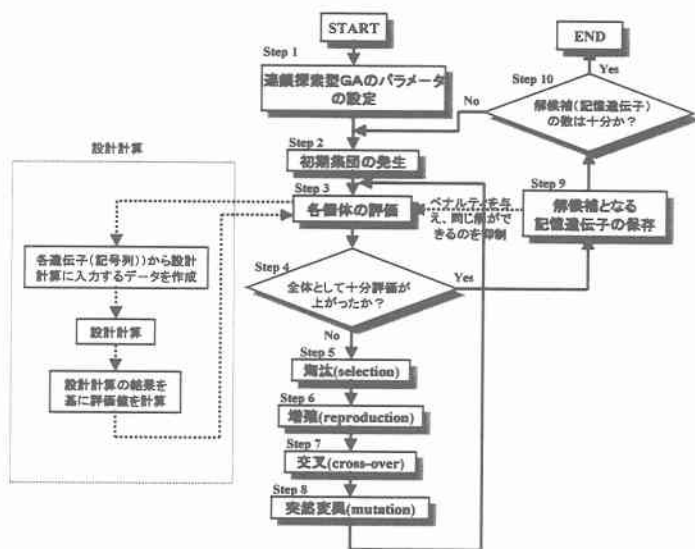 START
Step 1
連鎖探索型GAのパラメータ
の設定
Step 2
初期集団の発生
Step 3
各個体の評価
Step 4
全体として十分評価が
上がったか?
Yes
No
Step 5
淘汰(selection)
Step 6
増殖(reproduction)
Step 7
交叉(cross-over)
Step 8
突然変異(mutation)
設計計算
各遺伝子(記号列))から設計
計算に入力するデータを作成
設計計算
設計計算の結果を
基に評価値を計算
ペナルティを与
え、同じ解がで
きるのを抑制
Step 9
解候補となる
記憶遺伝子の保存
Step 10
解候補(記憶遺伝子)
の数は十分か?
No
Yes
END